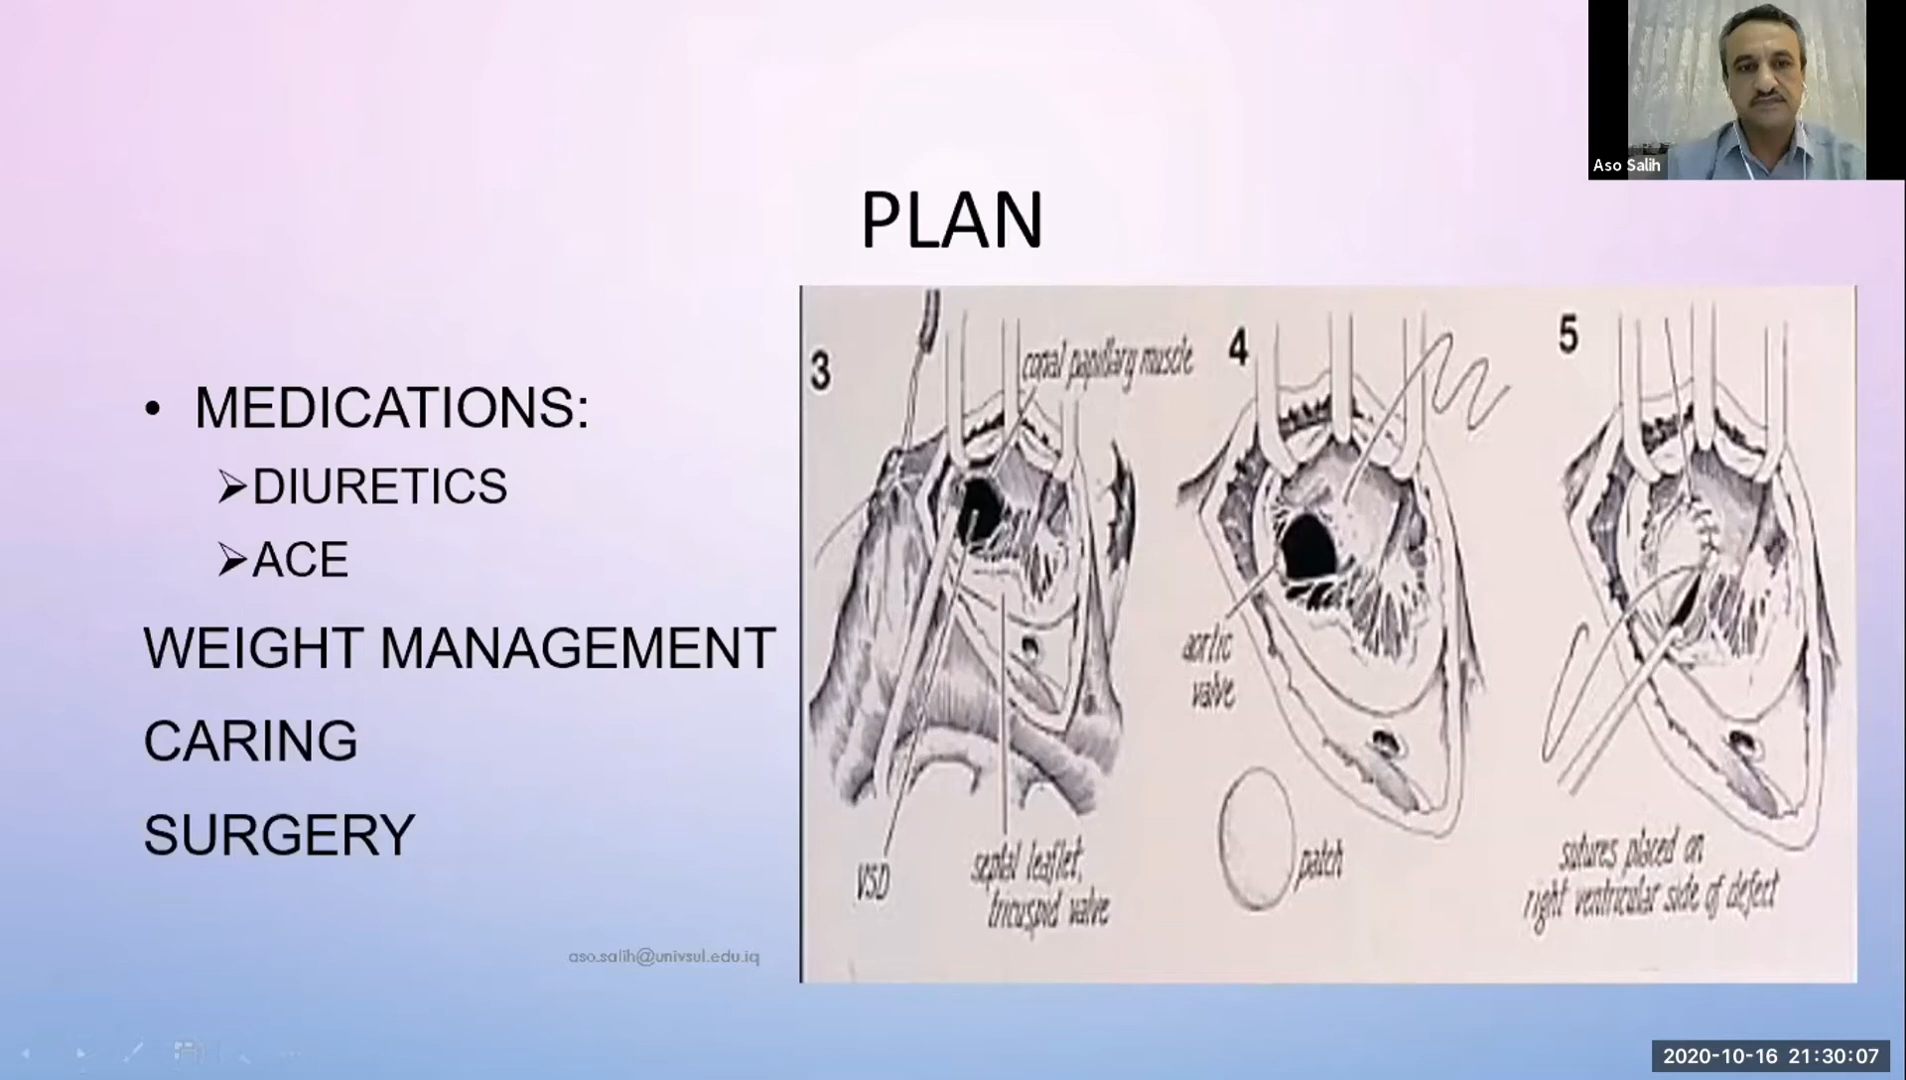 Aso Salih
PLAN
• MEDICATIONS:
➢DIURETICS
➢ACE
WEIGHT MANAGEMENT
CARING
SURGERY
3
conal papillary muscle
VSD
septal leaflet,
tricuspid valve
4
aortic
valve
patch
5
sutures placed on
right ventricular side of defect
aso.salih@univsul.edu.iq
2020-10-16 21:30:07